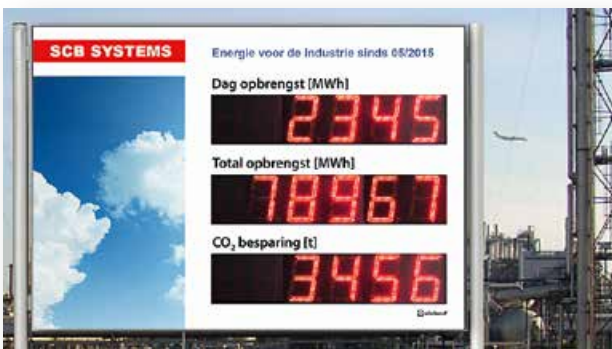 SCB SYSTEMS
Energie voor de Industrie sinds 05/2015
Dag opbrengst [MWh]
2345
Total opbrengst [MWh]
78967
CO₂ besparing [t]
3456